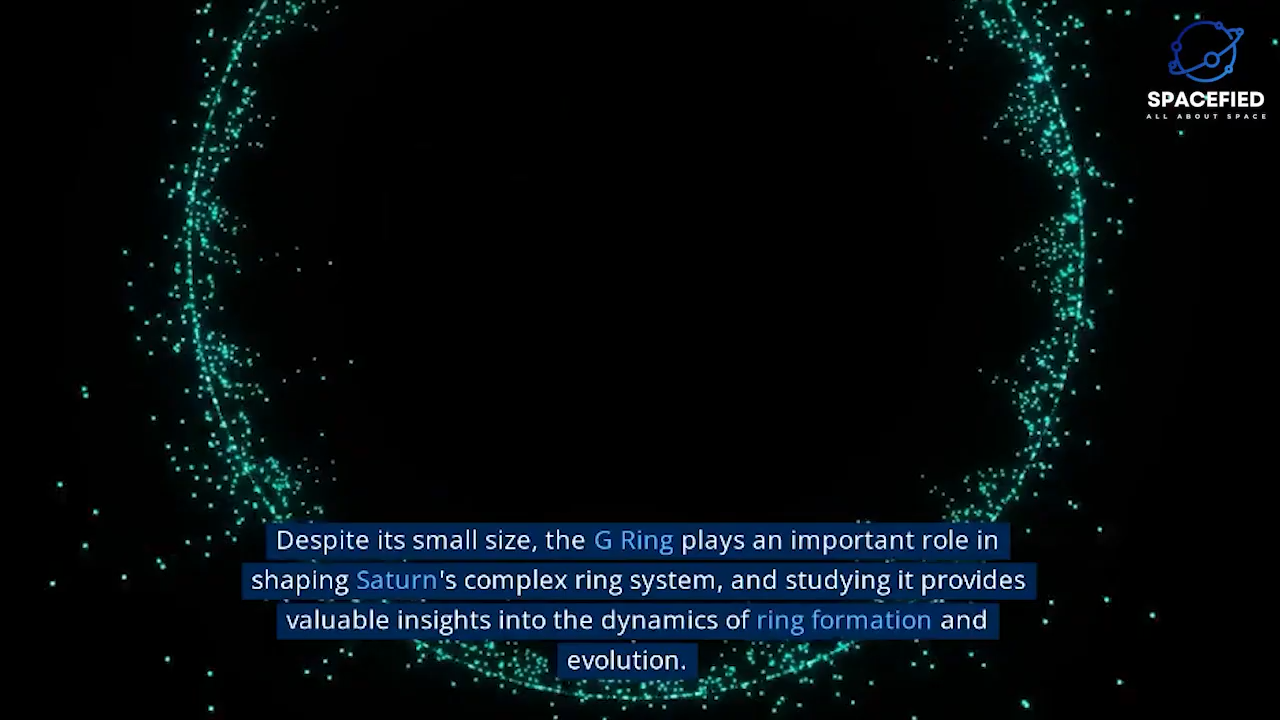 SPACEFIED
ALL ABOUT SPACE
Despite its small size, the G Ring plays an important role in
shaping Saturn's complex ring system, and studying it provides
valuable insights into the dynamics of ring formation and
evolution.